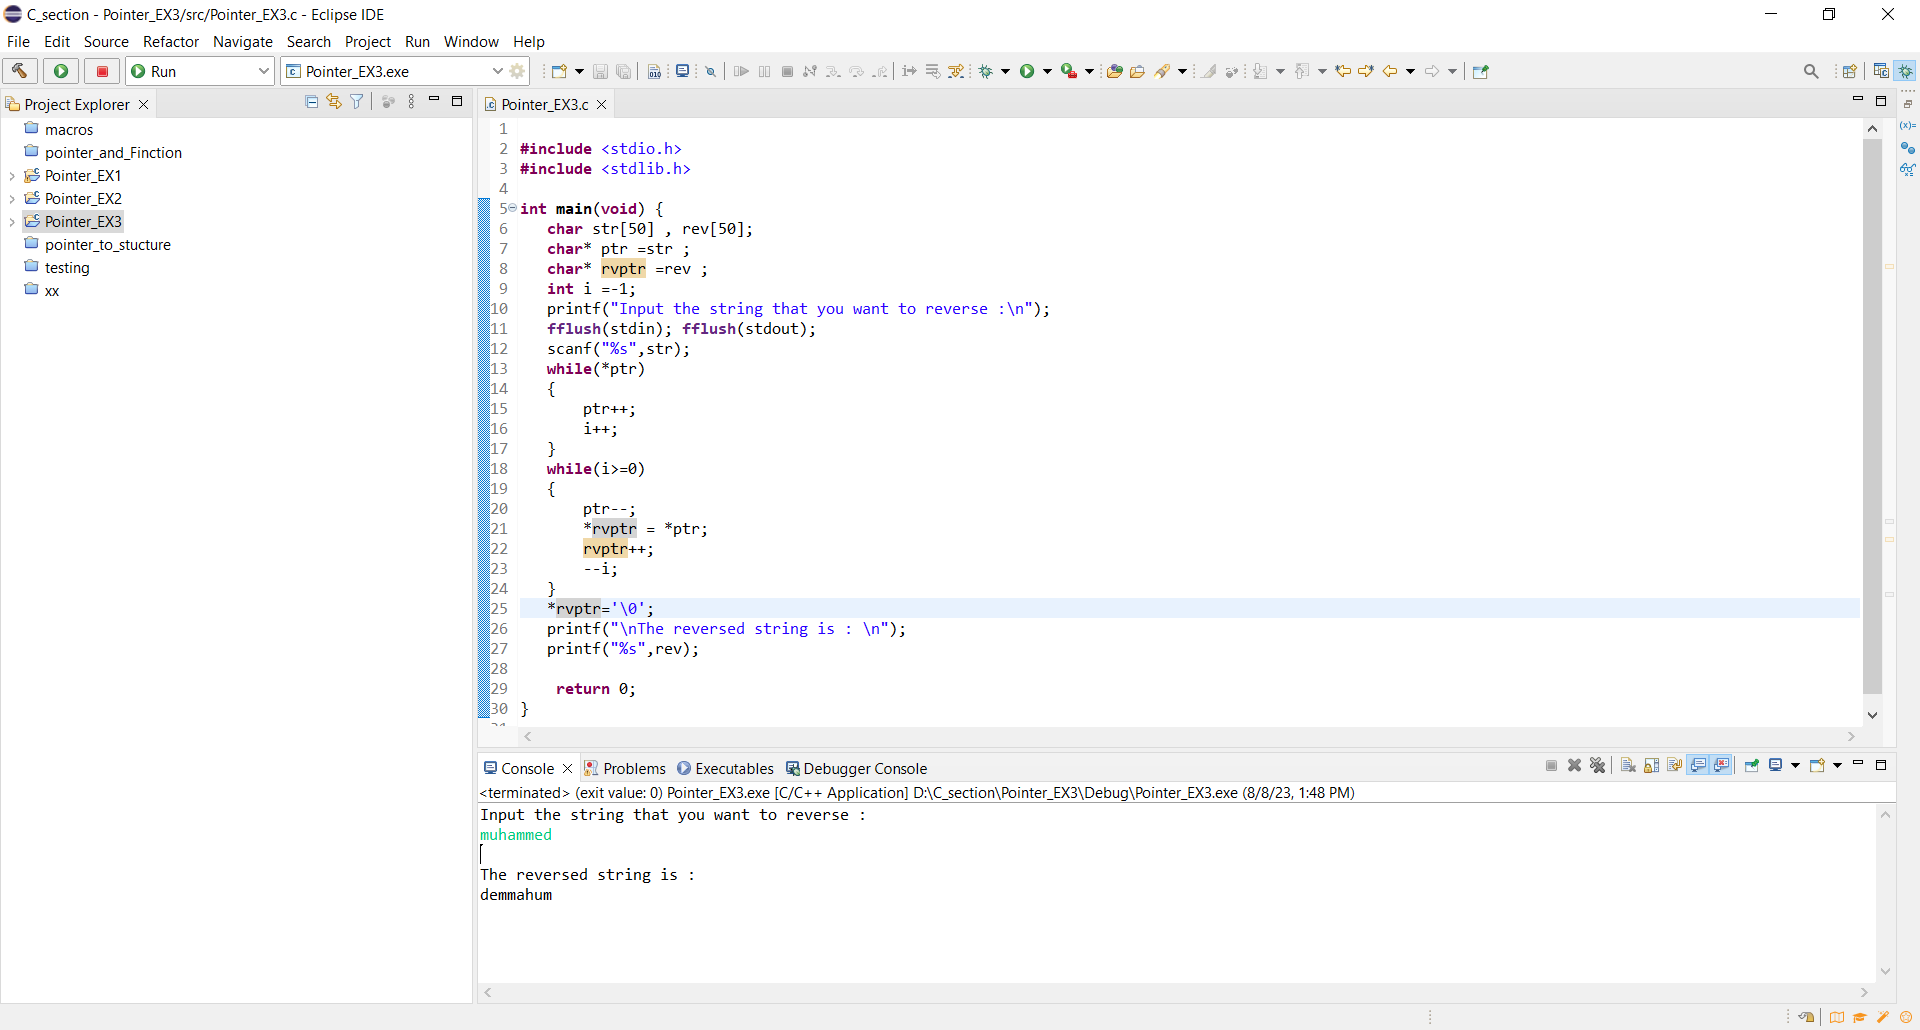 C_section - Pointer_EX3/src/Pointer_EX3.c - Eclipse IDE
File Edit Source Refactor Navigate Search Project Run Window Help
Run
Pointer_EX3.exe
Project Explorer
macros
pointer_and_Finction
Pointer_EX1
Pointer_EX2
Pointer_EX3
pointer_to_stucture
testing
xx
Pointer_EX3.c
1
2 #include <stdio.h>
3 #include <stdlib.h>
4
5 int main(void) {
6 char str[50] , rev[50];
7 char* ptr =str ;
8 char* rvptr =rev ;
9 int i =-1;
10 printf("Input the string that you want to reverse :\n");
11 fflush(stdin); fflush(stdout);
12 scanf("%s",str);
13 while(*ptr)
14 {
15 ptr++;
16 i++;
17 }
18 while(i>=0)
19 {
20 ptr--;
21 *rvptr = *ptr;
22 rvptr++;
23 --i;
24 }
25 *rvptr='\0';
26 printf("\nThe reversed string is : \n");
27 printf("%s",rev);
28
29 return 0;
30 }
Console Problems Executables Debugger Console
<terminated> (exit value: 0) Pointer_EX3.exe [C/C++ Application] D:\C_section\Pointer_EX3\Debug\Pointer_EX3.exe (8/8/23, 1:48 PM)
Input the string that you want to reverse :
muhammed
The reversed string is :
demmahum